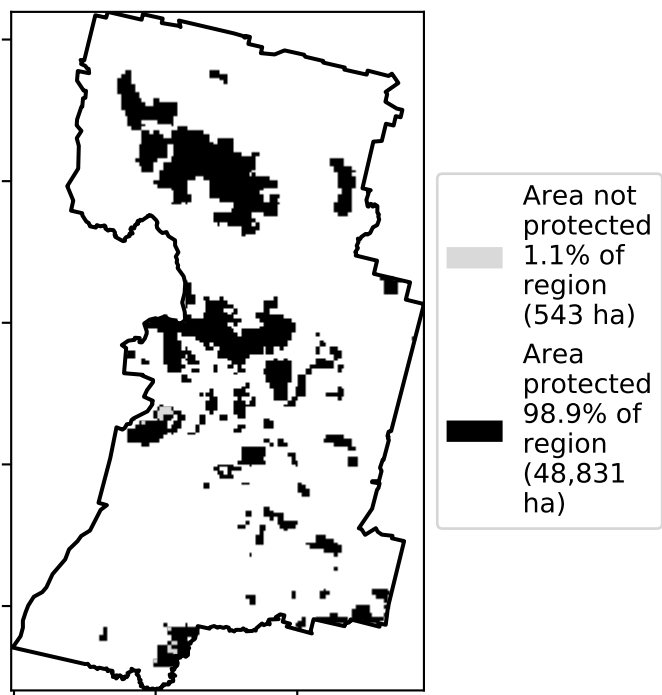 Area not
protected
1.1% of
region
(543 ha)
Area
protected
98.9% of
region
(48,831
ha)